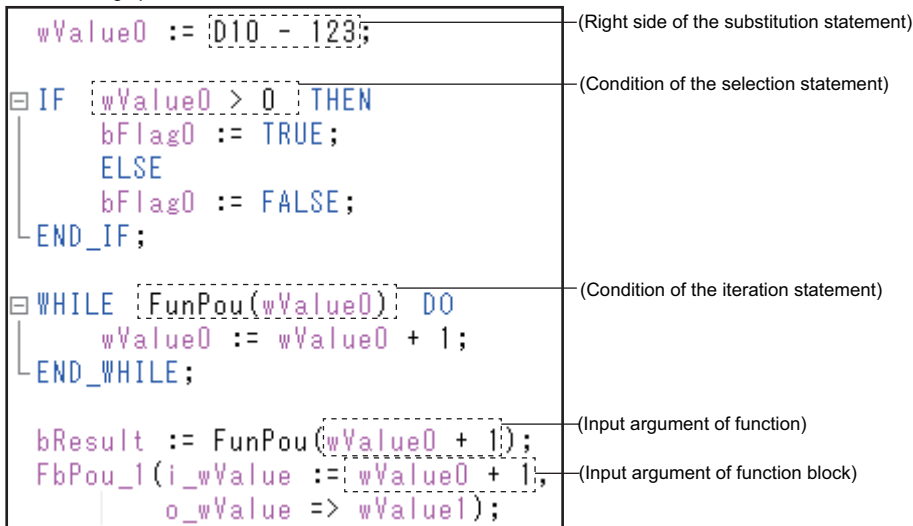 wValue0 := D10 - 123; (Right side of the substitution statement)
IF wValue0 > 0 THEN (Condition of the selection statement)
bFlag0 := TRUE;
ELSE
bFlag0 := FALSE;
END_IF;
WHILE FunPou(wValue0) DO (Condition of the iteration statement)
wValue0 := wValue0 + 1;
END_WHILE;
bResult := FunPou(wValue0 + 1); (Input argument of function)
FbPou_1(i_wValue := wValue0 + 1, (Input argument of function block)
o_wValue => wValue1);